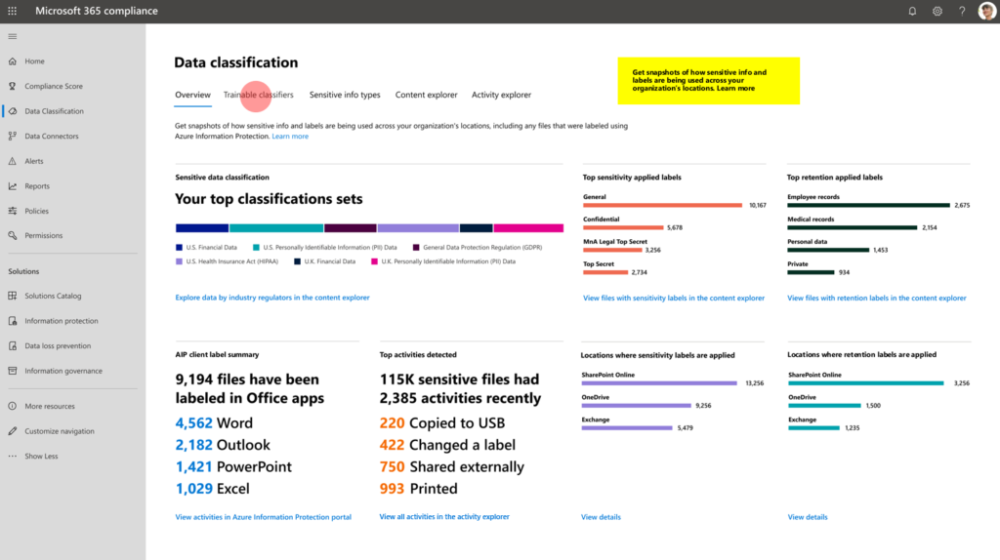 Microsoft 365 compliance
?
Home
Compliance Score
Data Classification
Data Connectors
Alerts
Reports
Policies
Permissions
Solutions
Solutions Catalog
Information protection
Data loss prevention
Information governance
More resources
Customize navigation
Show Less
Data classification
Get snapshots of how sensitive info and
labels are being used across your
organization's locations. Learn more
Overview Trainable classifiers Sensitive info types Content explorer Activity explorer
Get snapshots of how sensitive info and labels are being used across your organization's locations, including any files that were labeled using
Azure Information Protection. Learn more
Sensitive data classification
Your top classifications sets
U.S. Financial Data U.S. Personally Identifiable Information (PII) Data General Data Protection Regulation (GDPR)
U.S. Health Insurance Act (HIPAA) U.K. Financial Data U.K. Personally Identifiable Information (PII) Data
Explore data by industry regulators in the content explorer
Top sensitivity applied labels
General
10,167
Confidential
5,678
MnA Legal Top Secret
3,256
Top Secret
2,734
View files with sensitivity labels in the content explorer
Top retention applied labels
Employee records
2,675
Medical records
2,154
Personal data
1,453
Private
934
View files with retention labels in the content explorer
AIP client label summary
9,194 files have been
labeled in Office apps
4,562 Word
2,182 Outlook
1,421 PowerPoint
1,029 Excel
View activities in Azure Information Protection portal
Top activities detected
115K sensitive files had
2,385 activities recently
220 Copied to USB
422 Changed a label
750 Shared externally
993 Printed
View all activities in the activity explorer
Locations where sensitivity labels are applied
SharePoint Online
13,256
OneDrive
9,256
Exchange
5,479
View details
Locations where retention labels are applied
SharePoint Online
3,256
OneDrive
1,500
Exchange
1,235
View details